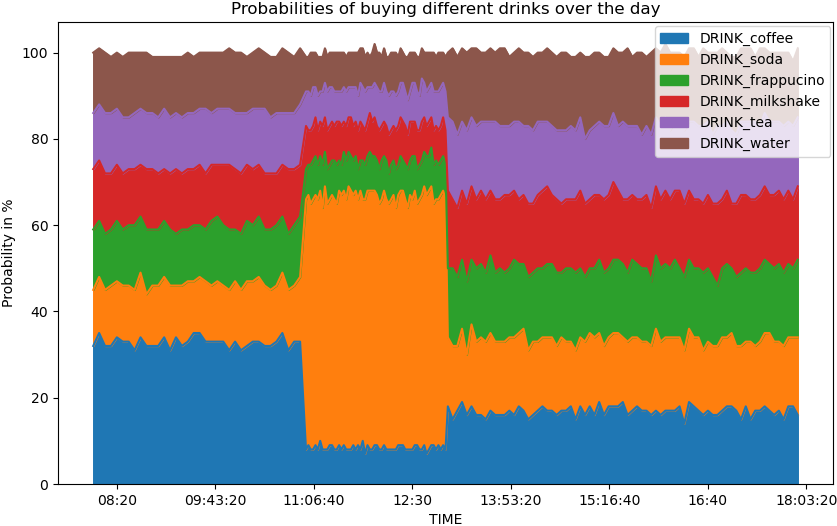 Probabilities of buying different drinks over the day
Probability in %
100
80
60
40
20
0
DRINK_coffee
DRINK_soda
DRINK_frappucino
DRINK_milkshake
DRINK_tea
DRINK_water
08:20 09:43:20 11:06:40 12:30 13:53:20 15:16:40 16:40 18:03:20
TIME